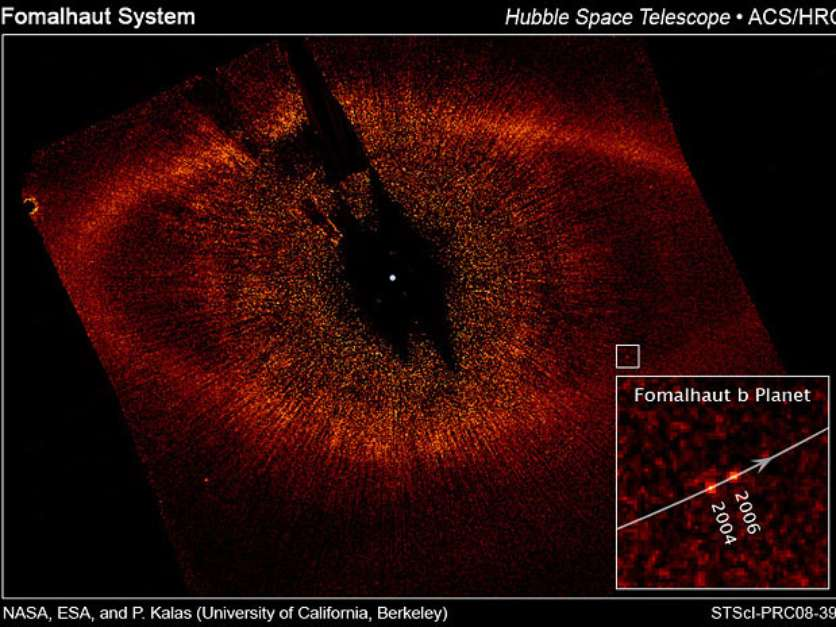 Fomalhaut System
Hubble Space Telescope • ACS/HRC
Fomalhaut b Planet
2006
2004
NASA, ESA, and P. Kalas (University of California, Berkeley)
STScI-PRC08-39